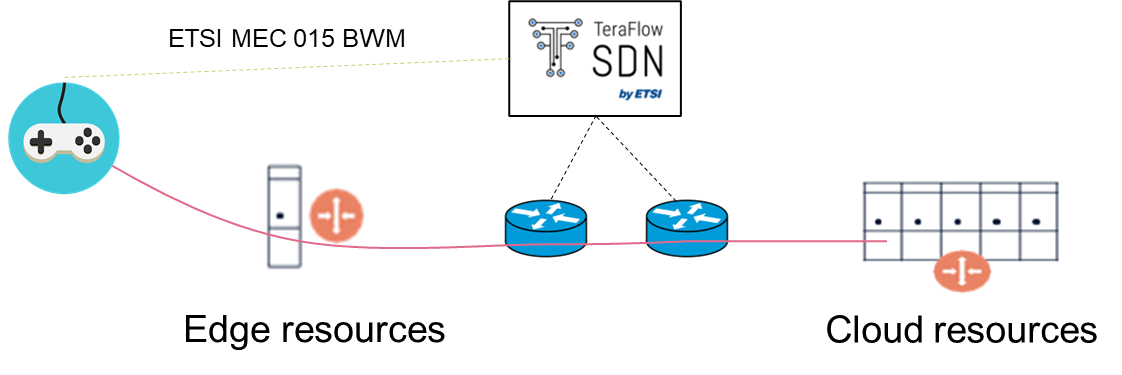 ETSI MEC 015 BWM
TeraFlow
SDN
by ETSI
Edge resources
Cloud resources